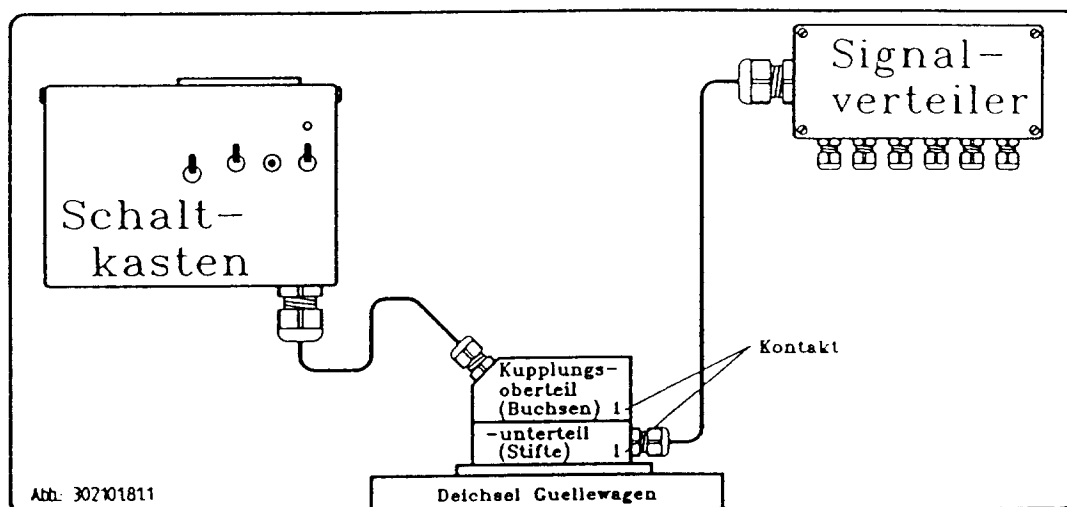 Signal-
verteiler
Schalt-
kasten
Kontakt
Kupplungs-
oberteil
(Buchsen) 1
-unterteil
(Stifte) 1
Deichsel Guellewagen
Abb.: 302101811